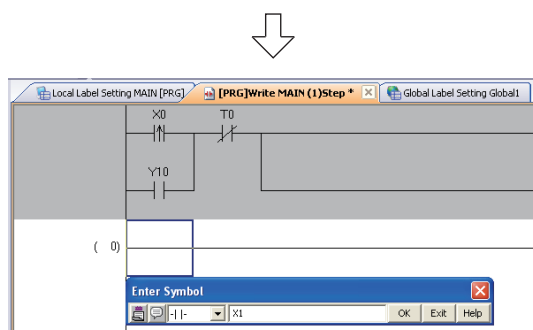 Local Label Setting MAIN [PRG] [PRG]Write MAIN (1)Step * Global Label Setting Global1
X0 T0
Y10
( 0)
Enter Symbol
-| |- X1 OK Exit Help